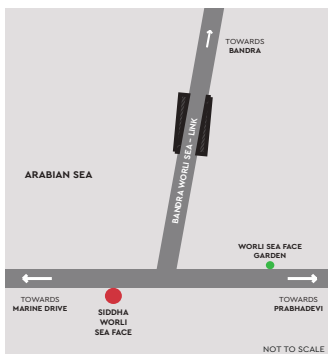 TOWARDS
BANDRA
BANDRA WORLI SEA - LINK
ARABIAN SEA
WORLI SEA FACE
GARDEN
TOWARDS
MARINE DRIVE
SIDDHA
WORLI
SEA FACE
TOWARDS
PRABHADEVI
NOT TO SCALE